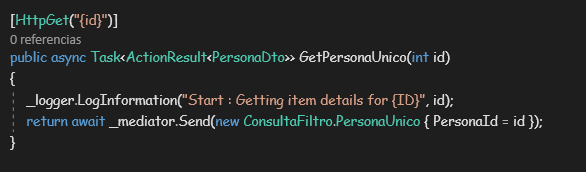 [HttpGet("{id}")]
0 referencias
public async Task<ActionResult<PersonaDto>> GetPersonaUnico(int id)
{
_logger.LogInformation("Start : Getting item details for {ID}", id);
return await _mediator.Send(new ConsultaFiltro.PersonaUnico { PersonaId = id });
}